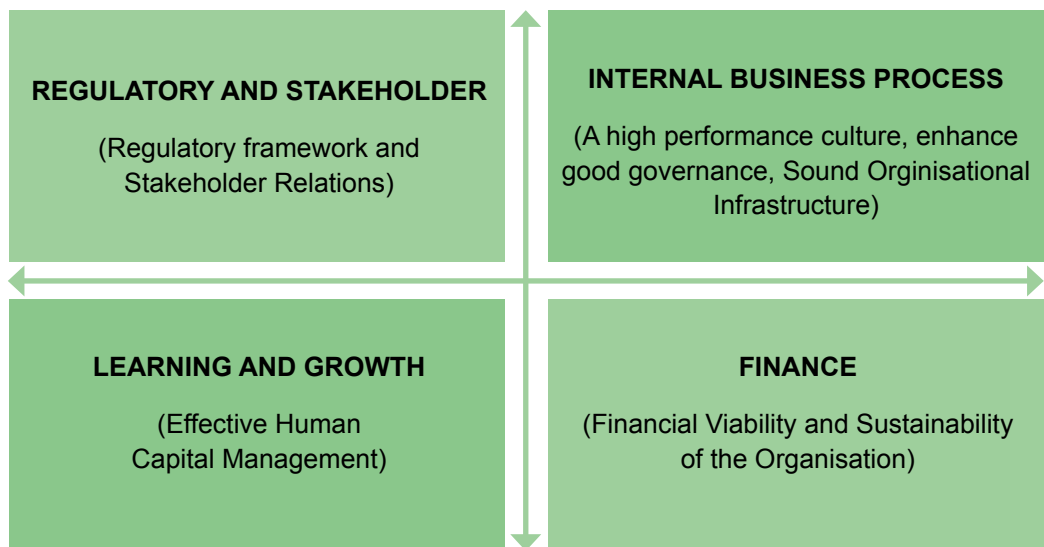 REGULATORY AND STAKEHOLDER
(Regulatory framework and
Stakeholder Relations)
INTERNAL BUSINESS PROCESS
(A high performance culture, enhance
good governance, Sound Orginisational
Infrastructure)
LEARNING AND GROWTH
(Effective Human
Capital Management)
FINANCE
(Financial Viability and Sustainability
of the Organisation)